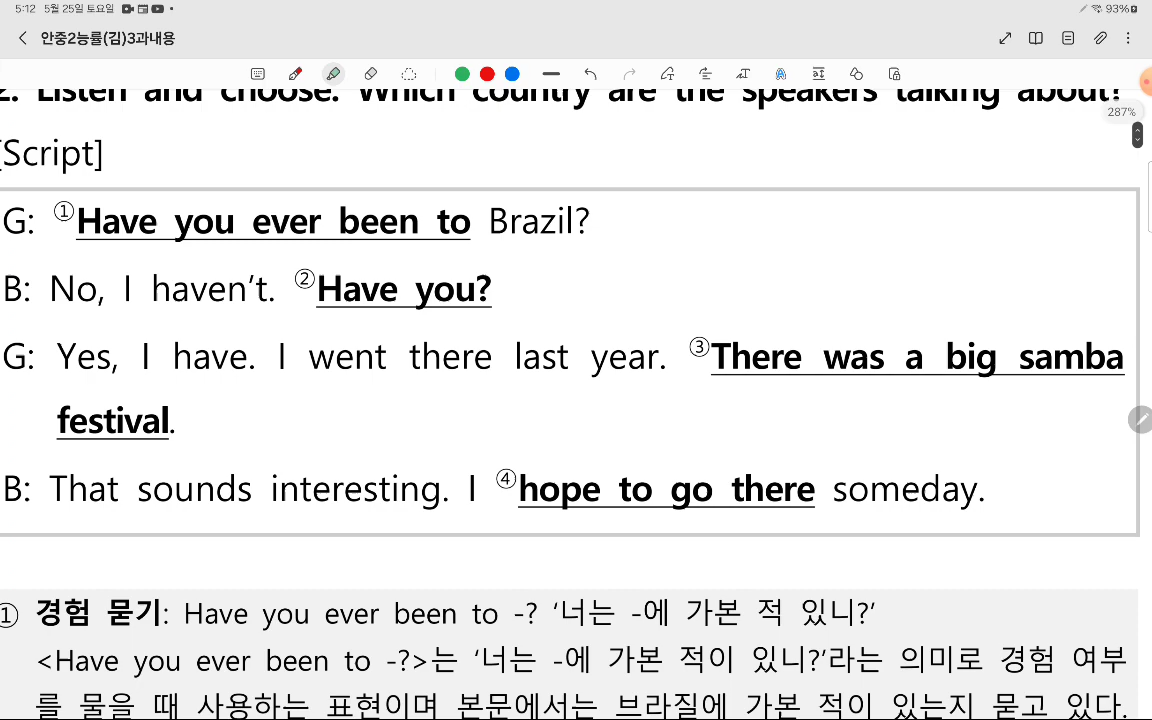 5:12 5월 25일 토요일
93%
안중2능률(김)3과내용
2. Listen and choose. Which country are the speakers talking about?
287%
[Script]
G: ①Have you ever been to Brazil?
B: No, I haven't. ②Have you?
G: Yes, I have. I went there last year. ③There was a big samba
festival.
B: That sounds interesting. I ④hope to go there someday.
① 경험 묻기: Have you ever been to -? ‘너는 -에 가본 적 있니?’
<Have you ever been to -?>는 ‘너는 -에 가본 적이 있니?’라는 의미로 경험 여부
를 물을 때 사용하는 표현이며 본문에서는 브라질에 가본 적이 있는지 묻고 있다.